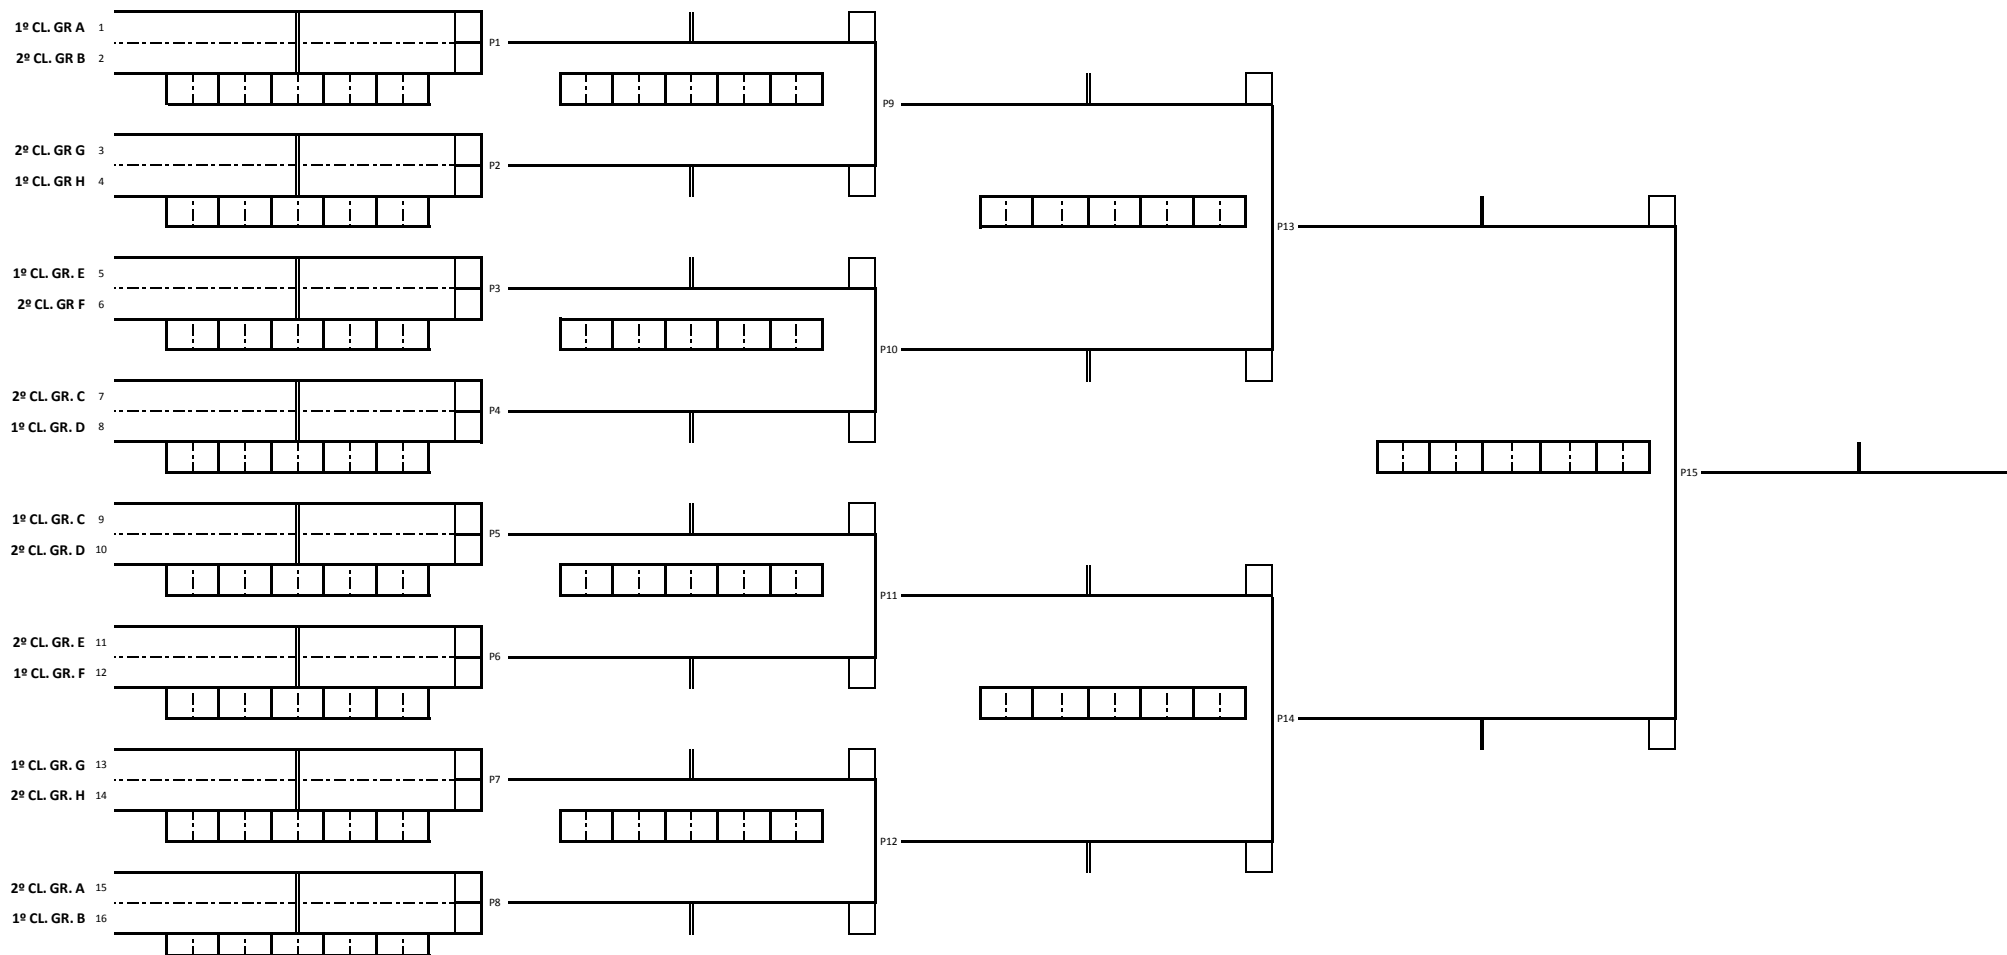 1º CL. GR A 1
P1
2º CL. GR B 2
P9
2º CL. GR G 3
P2
1º CL. GR H 4
P13
1º CL. GR. E 5
P3
2º CL. GR F 6
P10
2º CL. GR. C 7
P4
1º CL. GR. D 8
P15
1º CL. GR. C 9
P5
2º CL. GR. D 10
P11
2º CL. GR. E 11
P6
1º CL. GR. F 12
P14
1º CL. GR. G 13
P7
2º CL. GR. H 14
P12
2º CL. GR. A 15
P8
1º CL. GR. B 16